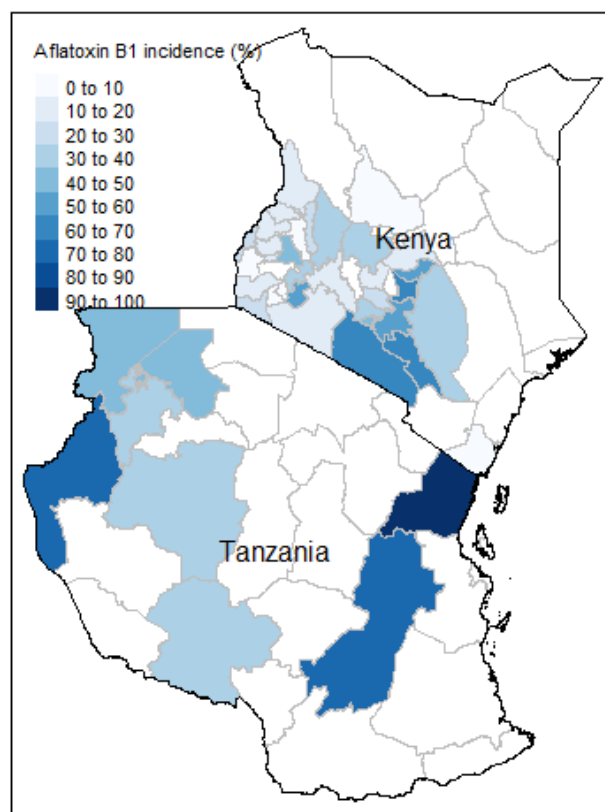 Aflatoxin B1 incidence (%)
0 to 10
10 to 20
20 to 30
30 to 40
40 to 50
50 to 60
60 to 70
70 to 80
80 to 90
90 to 100
Kenya
Tanzania